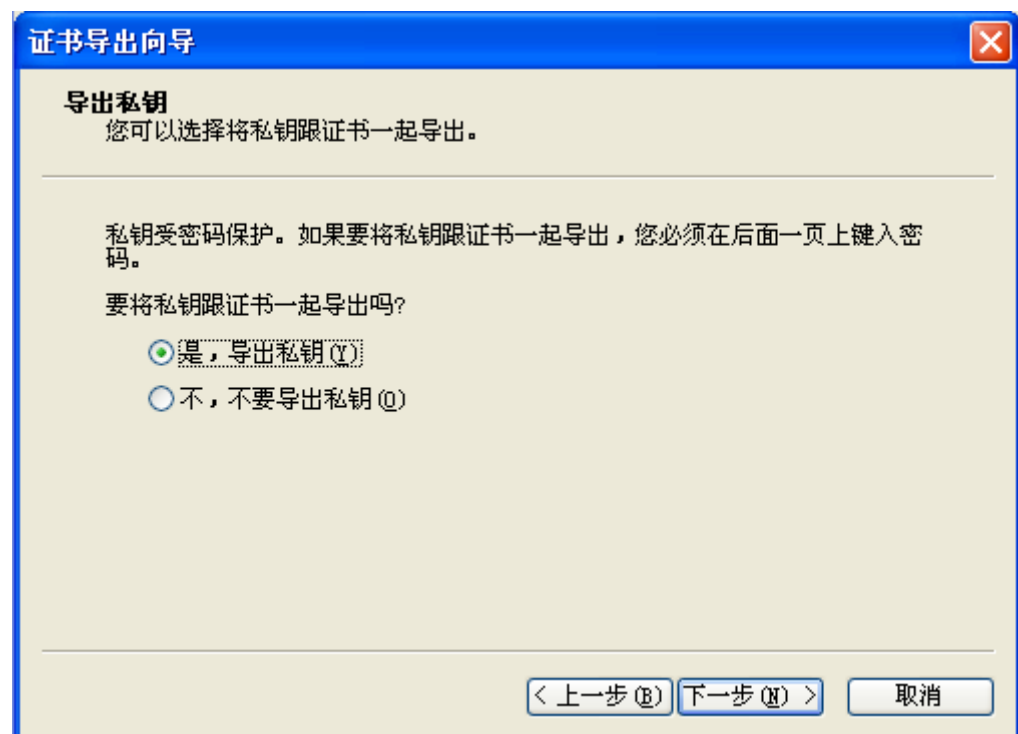 证书导出向导
导出私钥
您可以选择将私钥跟证书一起导出。
私钥受密码保护。如果要将私钥跟证书一起导出，您必须在后面一页上键入密
码。
要将私钥跟证书一起导出吗?
是，导出私钥(Y)
不，不要导出私钥(O)
< 上一步(B) 下一步(N) > 取消